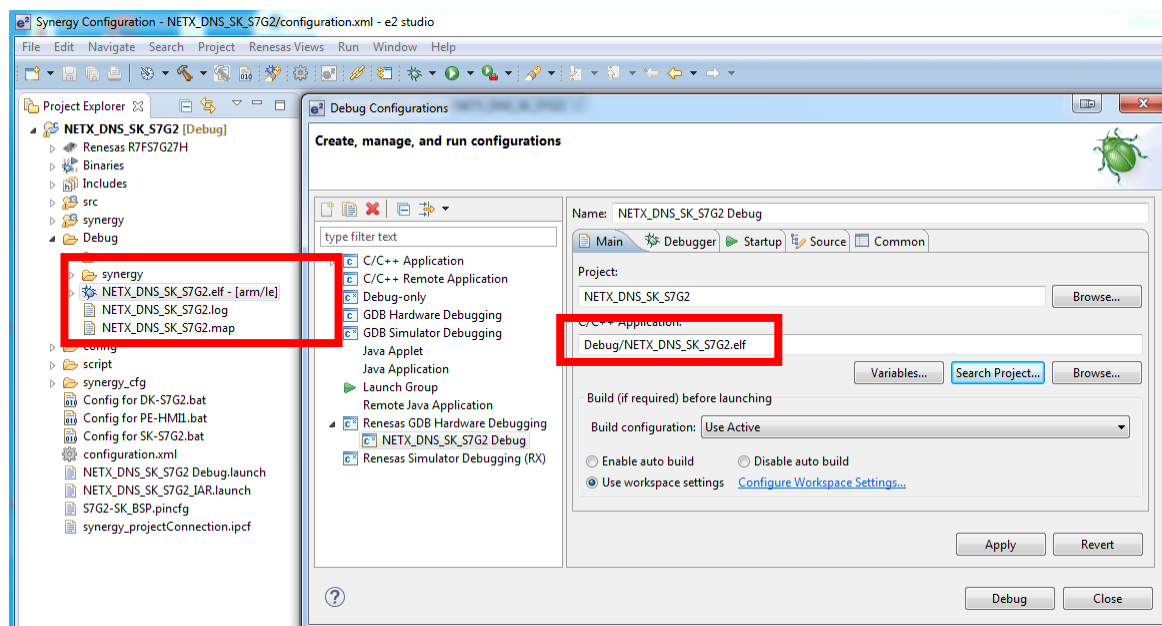 Synergy Configuration - NETX_DNS_SK_S7G2/configuration.xml - e2 studio
File Edit Navigate Search Project Renesas Views Run Window Help
Project Explorer
NETX_DNS_SK_S7G2 [Debug]
Renesas R7FS7G27H
Binaries
Includes
src
synergy
Debug
synergy
NETX_DNS_SK_S7G2.elf - [arm/le]
NETX_DNS_SK_S7G2.log
NETX_DNS_SK_S7G2.map
config
script
synergy_cfg
Config for DK-S7G2.bat
Config for PE-HMI1.bat
Config for SK-S7G2.bat
configuration.xml
NETX_DNS_SK_S7G2 Debug.launch
NETX_DNS_SK_S7G2_IAR.launch
S7G2-SK_BSP.pincfg
synergy_projectConnection.ipcf
Debug Configurations
Create, manage, and run configurations
type filter text
C/C++ Application
C/C++ Remote Application
Debug-only
GDB Hardware Debugging
GDB Simulator Debugging
Java Applet
Java Application
Launch Group
Remote Java Application
Renesas GDB Hardware Debugging
NETX_DNS_SK_S7G2 Debug
Renesas Simulator Debugging (RX)
Name: NETX_DNS_SK_S7G2 Debug
Main Debugger Startup Source Common
Project:
NETX_DNS_SK_S7G2 Browse...
C/C++ Application:
Debug/NETX_DNS_SK_S7G2.elf
Variables... Search Project... Browse...
Build (if required) before launching
Build configuration: Use Active
Enable auto build Disable auto build
Use workspace settings Configure Workspace Settings...
Apply Revert
Debug Close